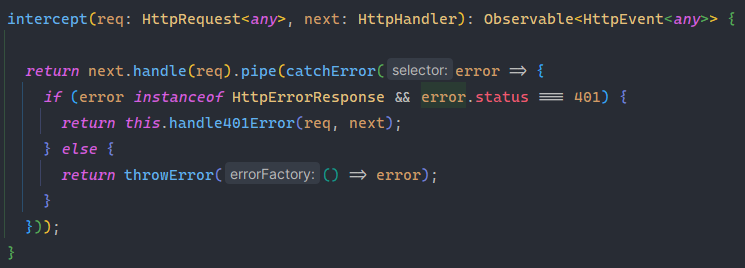 intercept(req: HttpRequest<any>, next: HttpHandler): Observable<HttpEvent<any>> {
return next.handle(req).pipe(catchError( selector: error => {
if (error instanceof HttpErrorResponse && error.status === 401) {
return this.handle401Error(req, next);
} else {
return throwError( errorFactory: () => error);
}
}));
}